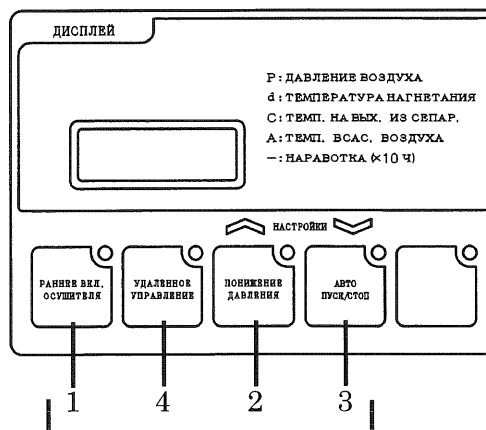 ДИСПЛЕЙ
P: ДАВЛЕНИЕ ВОЗДУХА
d: ТЕМПЕРАТУРА НАГНЕТАНИЯ
C: ТЕМП. НА ВЫХ. ИЗ СЕПАР.
A: ТЕМП. ВСАС. ВОЗДУХА
–: НАРАВОТКА (×10 Ч)
НАСТРОЙКИ
РАННЕЕ ВКЛ.
ОСУШИТЕЛЯ
УДАЛЕННОЕ
УПРАВЛЕНИЕ
ПОНИЖЕНИЕ
ДАВЛЕНИЯ
АВТО
ПУСК/СТОП
1 4 2 3